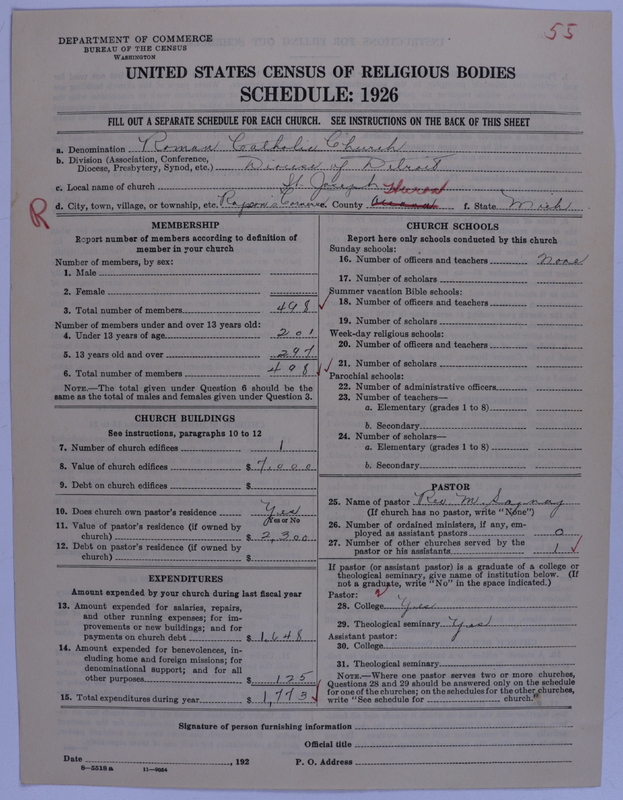 55
DEPARTMENT OF COMMERCE
BUREAU OF THE CENSUS
WASHINGTON
UNITED STATES CENSUS OF RELIGIOUS BODIES
SCHEDULE: 1926
FILL OUT A SEPARATE SCHEDULE FOR EACH CHURCH. SEE INSTRUCTIONS ON THE BACK OF THIS SHEET
a. Denomination Roman Catholic Church
b. Division (Association, Conference,
Diocese, Presbytery, Synod, etc.) Diocese of Detroit
c. Local name of church St. Joseph
Huron
d. City, town, village, or township, etc. Rapson's Corner e. County f. State Mich
R
MEMBERSHIP
Report number of members according to definition of
member in your church
Number of members, by sex:
1. Male
2. Female
3. Total number of members 498
Number of members under and over 13 years old:
4. Under 13 years of age 201
5. 13 years old and over 297
6. Total number of members 498
NOTE.—The total given under Question 6 should be the
same as the total of males and females given under Question 3.
CHURCH BUILDINGS
See instructions, paragraphs 10 to 12
7. Number of church edifices 1
8. Value of church edifices $ 7,000
9. Debt on church edifices $
10. Does church own pastor's residence Yes
Yes or No
11. Value of pastor's residence (if owned by
church) $ 2,300
12. Debt on pastor's residence (if owned by
church) $
EXPENDITURES
Amount expended by your church during last fiscal year
13. Amount expended for salaries, repairs,
and other running expenses; for im-
provements or new buildings; and for
payments on church debt $ 1,648
14. Amount expended for benevolences, in-
cluding home and foreign missions; for
denominational support; and for all
other purposes $ 125
15. Total expenditures during year $ 1,773
CHURCH SCHOOLS
Report here only schools conducted by this church
Sunday schools:
16. Number of officers and teachers None
17. Number of scholars
Summer vacation Bible schools:
18. Number of officers and teachers
19. Number of scholars
Week-day religious schools:
20. Number of officers and teachers
21. Number of scholars
Parochial schools:
22. Number of administrative officers
23. Number of teachers—
a. Elementary (grades 1 to 8)
b. Secondary
24. Number of scholars—
a. Elementary (grades 1 to 8)
b. Secondary
PASTOR
25. Name of pastor Rev M.
(If church has no pastor, write "None")
26. Number of ordained ministers, if any, em-
ployed as assistant pastors 0
27. Number of other churches served by the
pastor or his assistants 1
If pastor (or assistant pastor) is a graduate of a college or
theological seminary, give name of institution below. (If
not a graduate, write "No" in the space indicated.)
Pastor:
28. College Yes
29. Theological seminary Yes
Assistant pastor:
30. College
31. Theological seminary
NOTE.—Where one pastor serves two or more churches,
Questions 28 and 29 should be answered only on the schedule
for one of the churches; on the schedules for the other churches,
write "See schedule for church."
Signature of person furnishing information
Official title
Date , 192 P. O. Address
8—5518a 11—9054